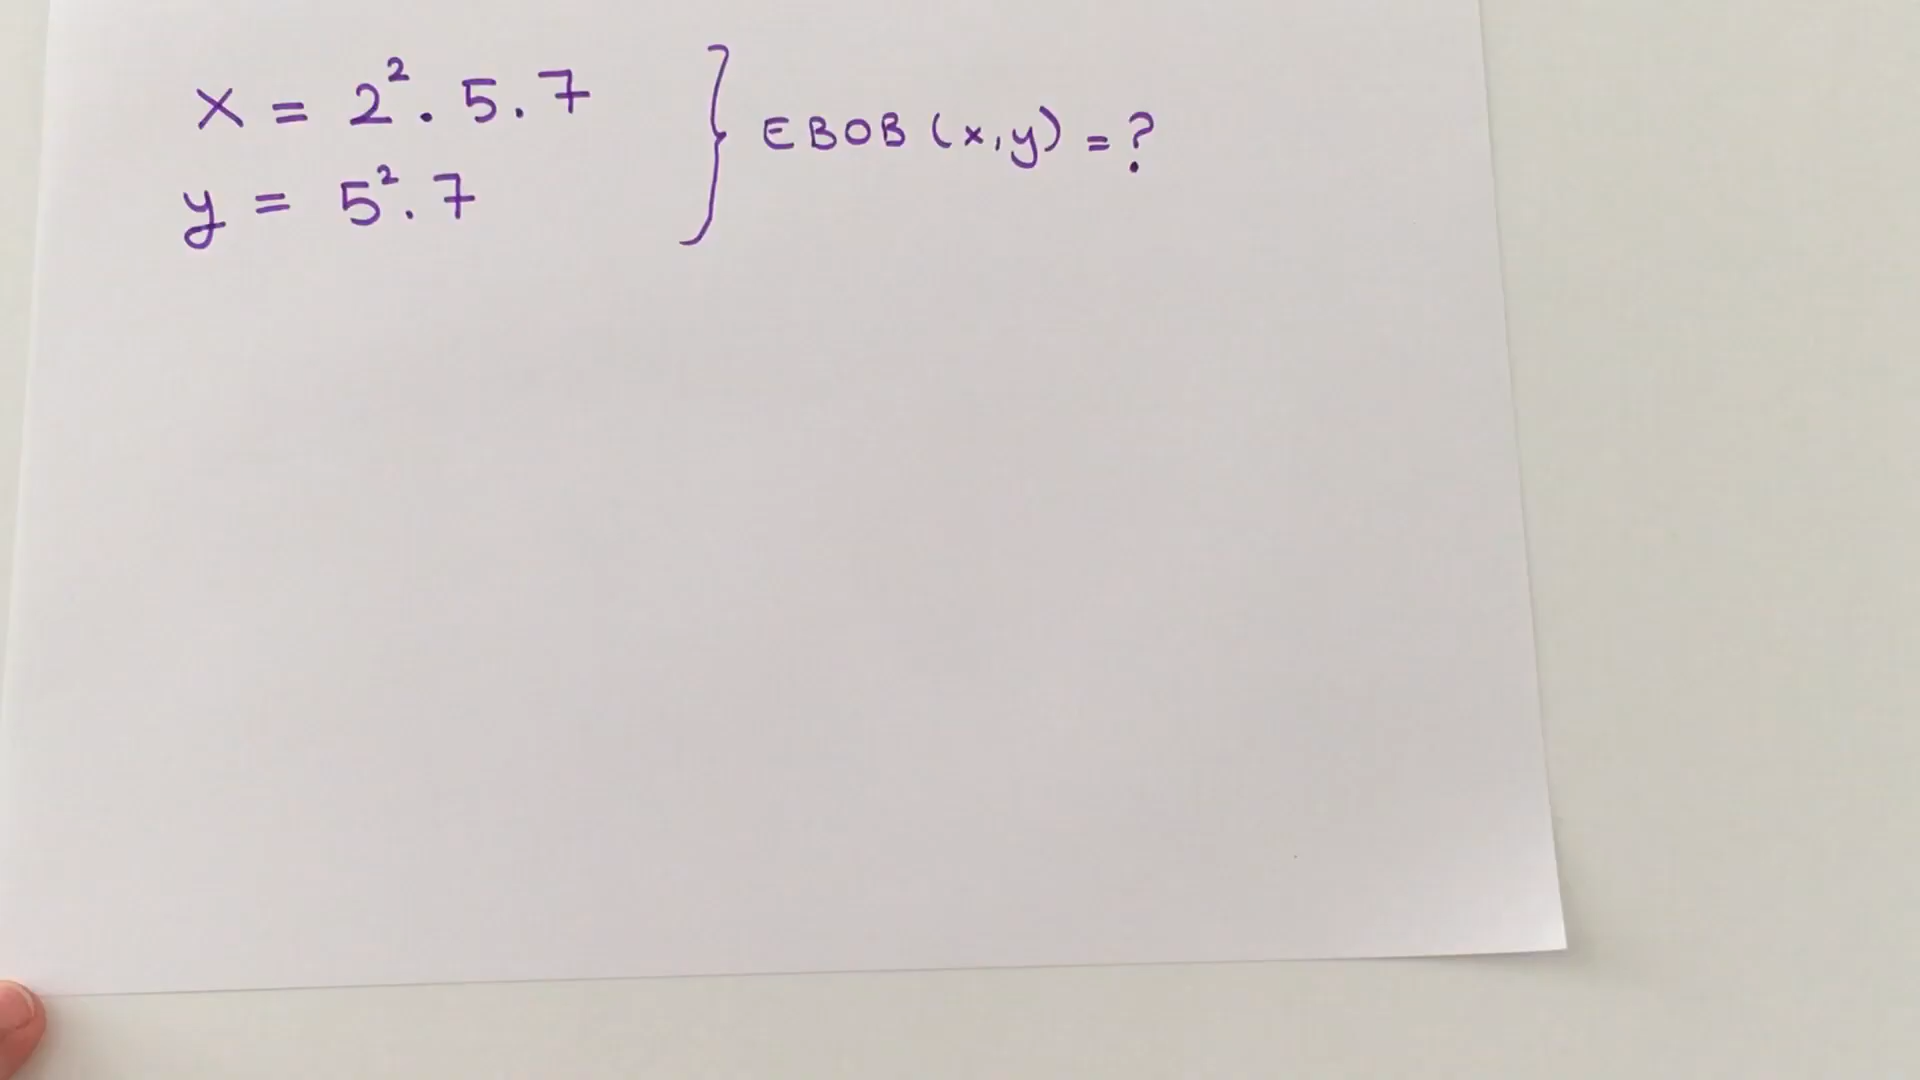 x = 2². 5. 7
y = 5². 7
} EBOB (x,y) = ?